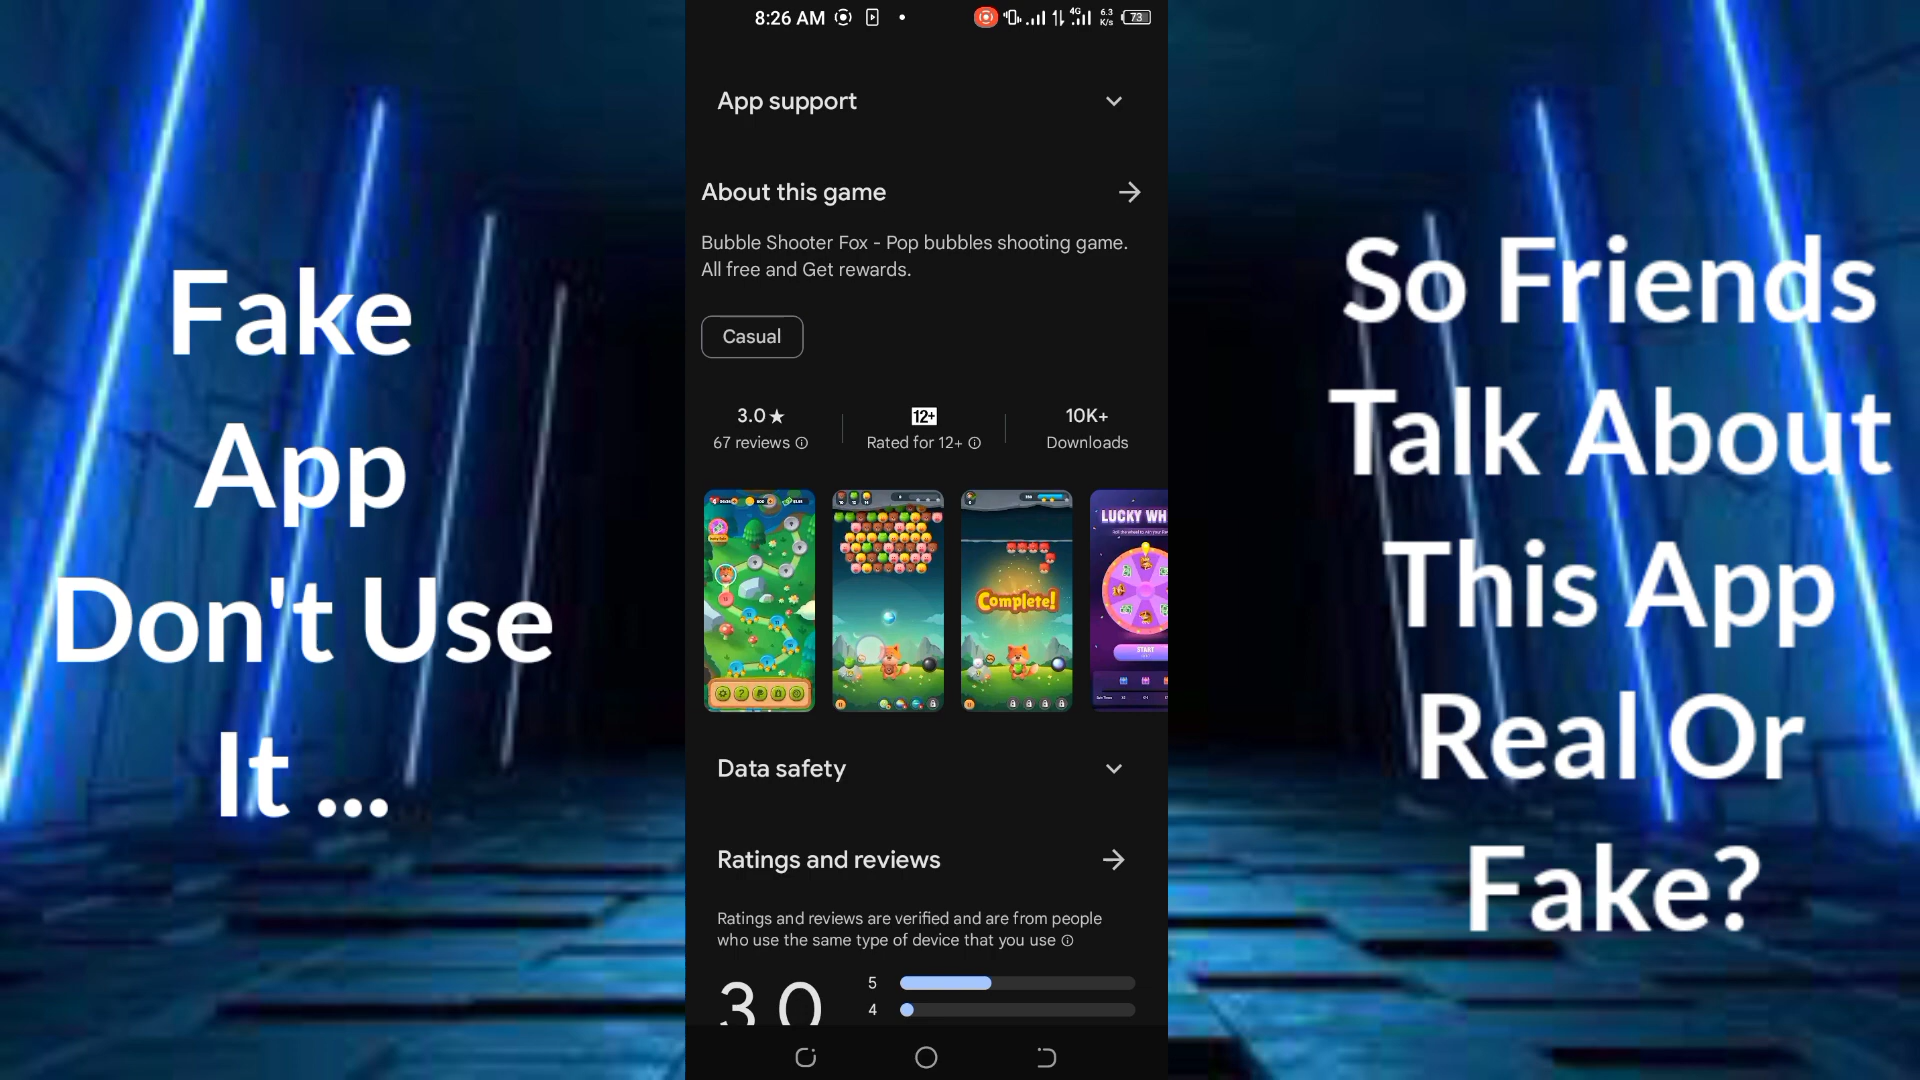 Fake
App
Don't Use
It ...
8:26 AM
4G
6.3
K/s
73
App support
About this game
Bubble Shooter Fox - Pop bubbles shooting game.
All free and Get rewards.
Casual
3.0★
67 reviews
12+
Rated for 12+
10K+
Downloads
Complete!
LUCKY WH
START
Data safety
Ratings and reviews
Ratings and reviews are verified and are from people
who use the same type of device that you use
3.0
5
4
So Friends
Talk About
This App
Real Or
Fake?